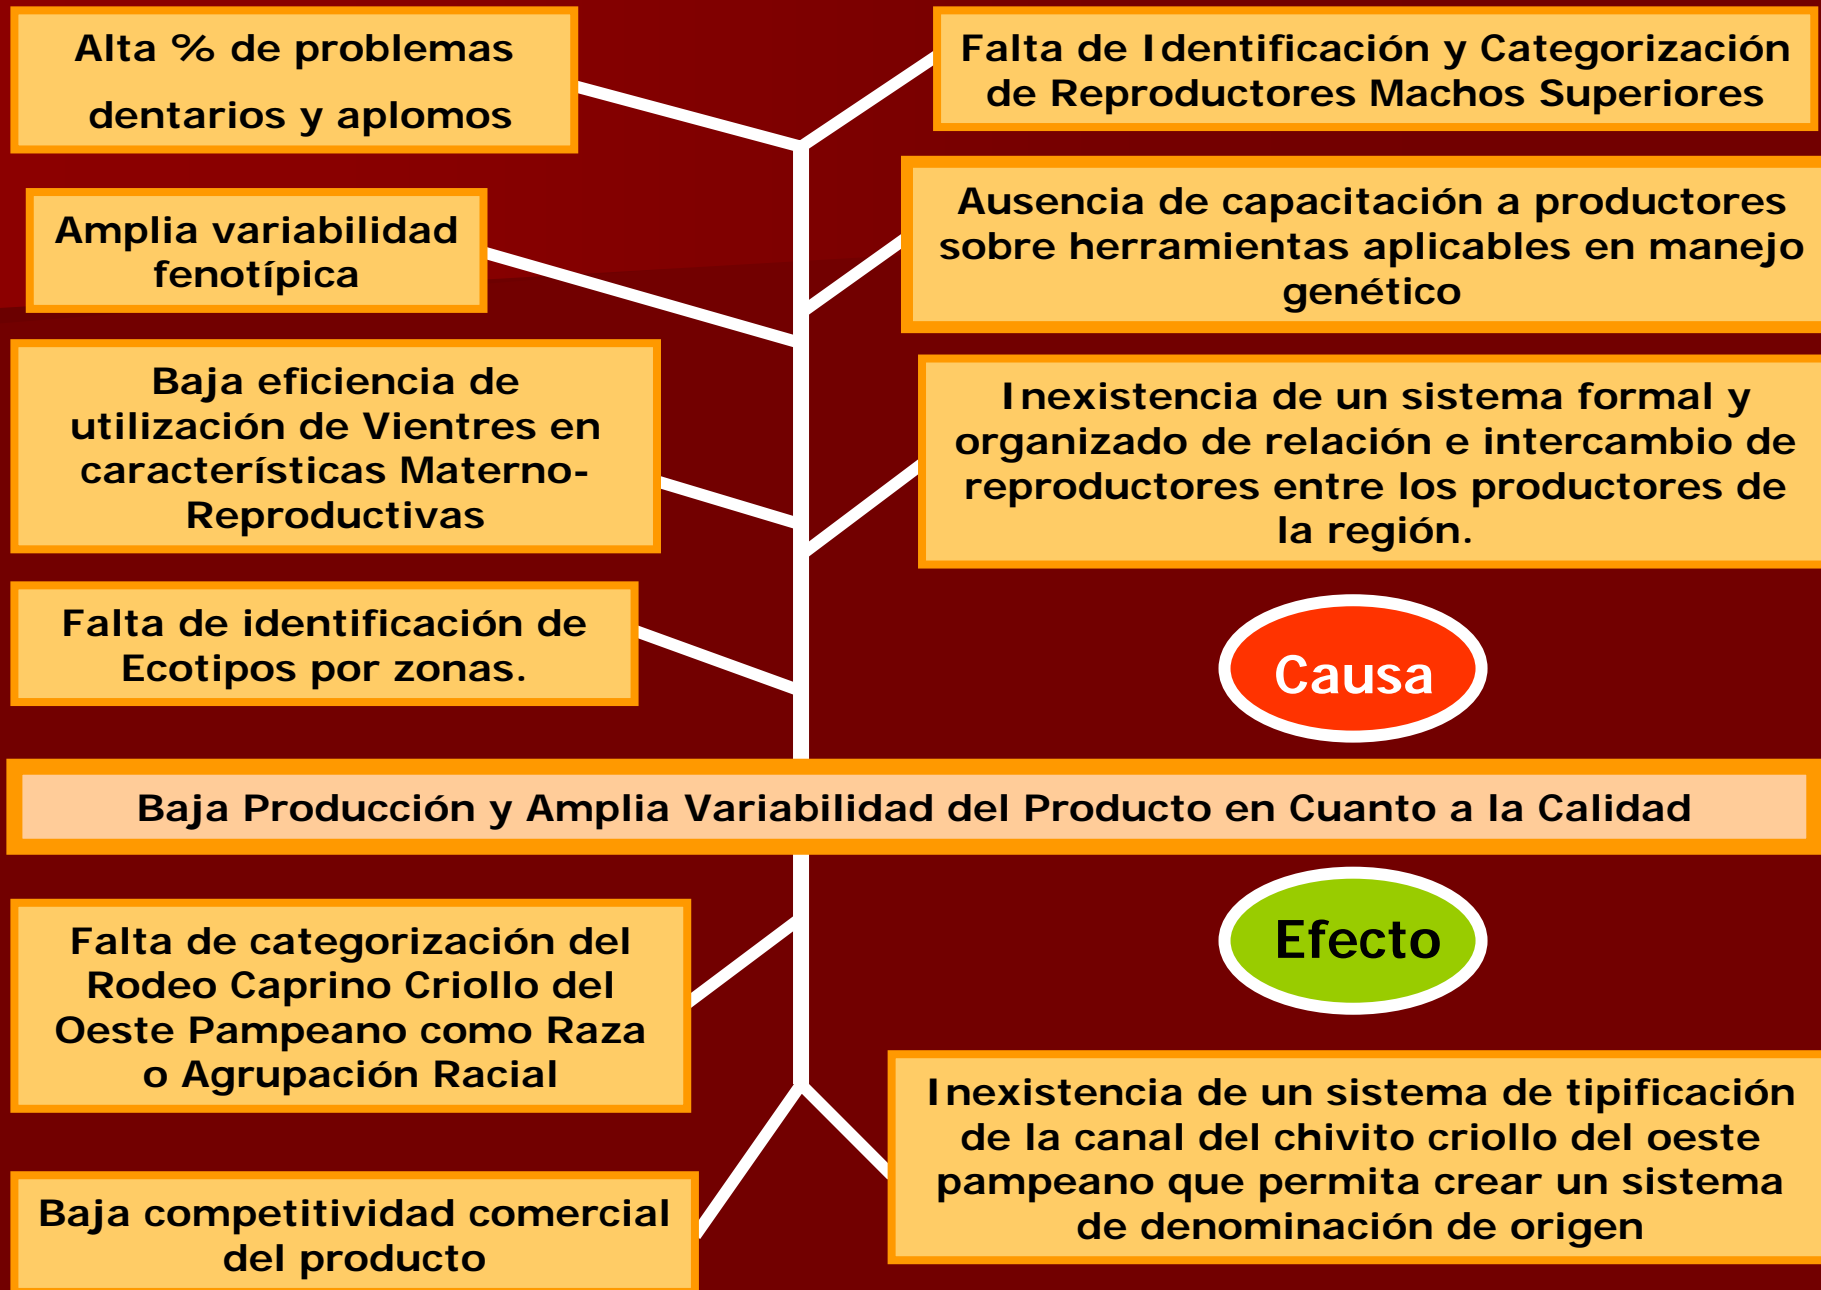 Alta % de problemas
dentarios y aplomos
Falta de Identificación y Categorización
de Reproductores Machos Superiores
Amplia variabilidad
fenotípica
Ausencia de capacitación a productores
sobre herramientas aplicables en manejo
genético
Baja eficiencia de
utilización de Vientres en
características Materno-
Reproductivas
Inexistencia de un sistema formal y
organizado de relación e intercambio de
reproductores entre los productores de
la región.
Falta de identificación de
Ecotipos por zonas.
Causa
Baja Producción y Amplia Variabilidad del Producto en Cuanto a la Calidad
Efecto
Falta de categorización del
Rodeo Caprino Criollo del
Oeste Pampeano como Raza
o Agrupación Racial
Inexistencia de un sistema de tipificación
de la canal del chivito criollo del oeste
pampeano que permita crear un sistema
de denominación de origen
Baja competitividad comercial
del producto